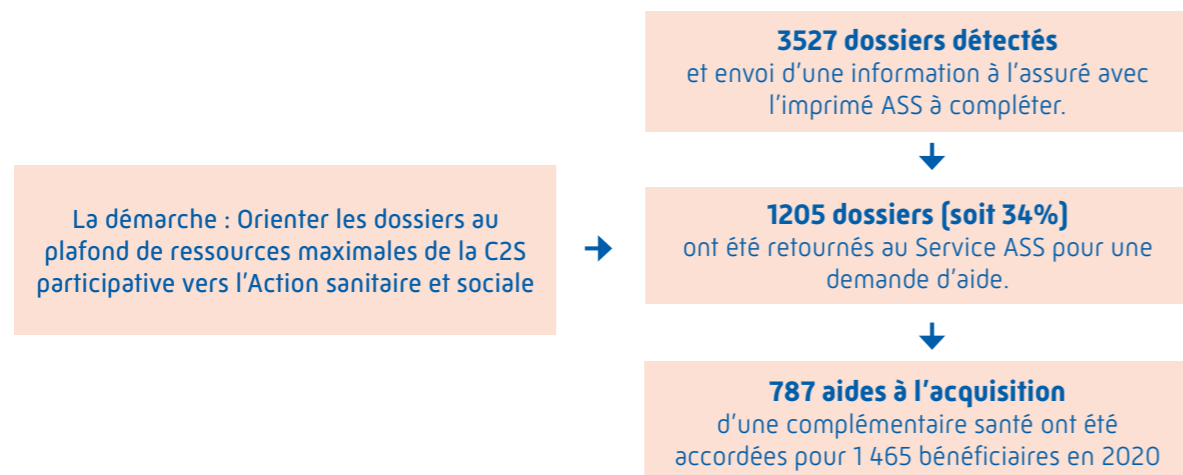 La démarche : Orienter les dossiers au
plafond de ressources maximales de la C2S
participative vers l'Action sanitaire et sociale
3527 dossiers détectés
et envoi d'une information à l'assuré avec
l'imprimé ASS à compléter.
1205 dossiers (soit 34%)
ont été retournés au Service ASS pour une
demande d'aide.
787 aides à l'acquisition
d'une complémentaire santé ont été
accordées pour 1 465 bénéficiaires en 2020